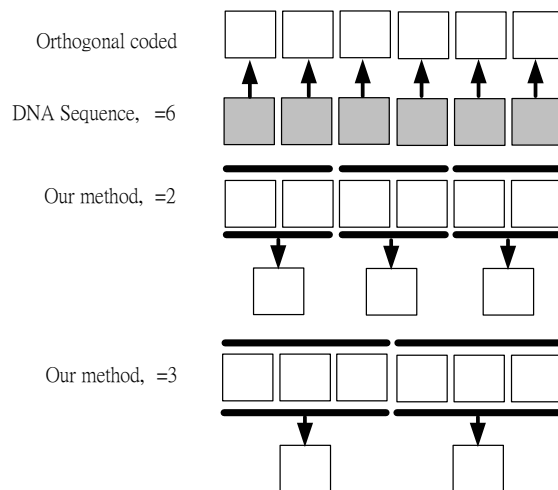 Orthogonal coded
DNA Sequence, =6
Our method, =2
Our method, =3